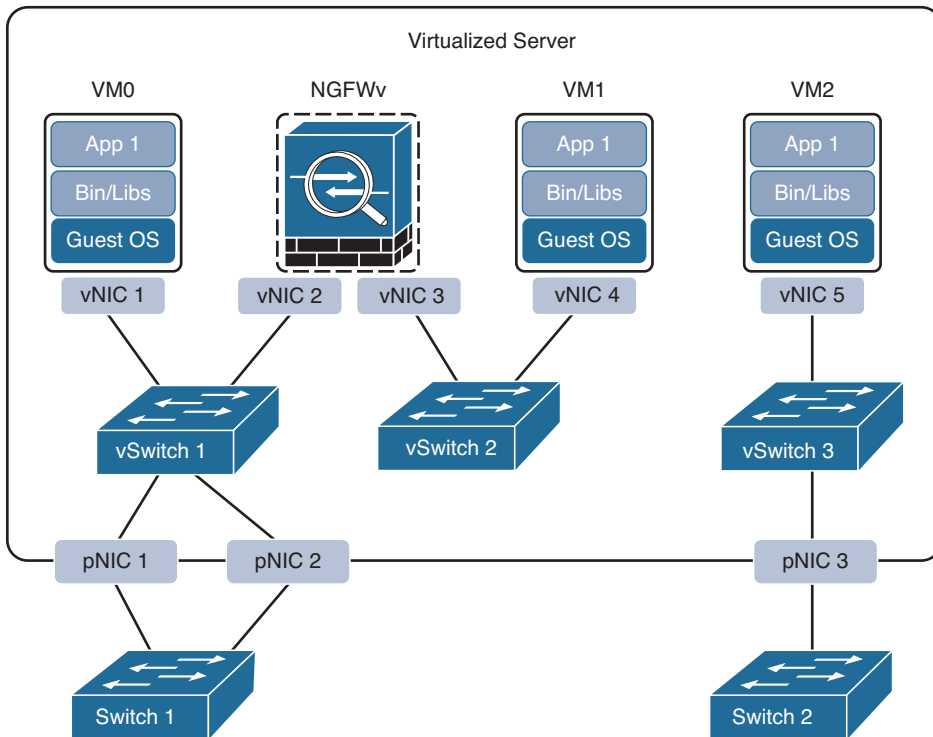 Virtualized Server
VM0
NGFWv
VM1
VM2
App 1
App 1
App 1
Bin/Libs
Bin/Libs
Bin/Libs
Guest OS
Guest OS
Guest OS
vNIC 1
vNIC 2
vNIC 3
vNIC 4
vNIC 5
vSwitch 1
vSwitch 2
vSwitch 3
pNIC 1
pNIC 2
pNIC 3
Switch 1
Switch 2